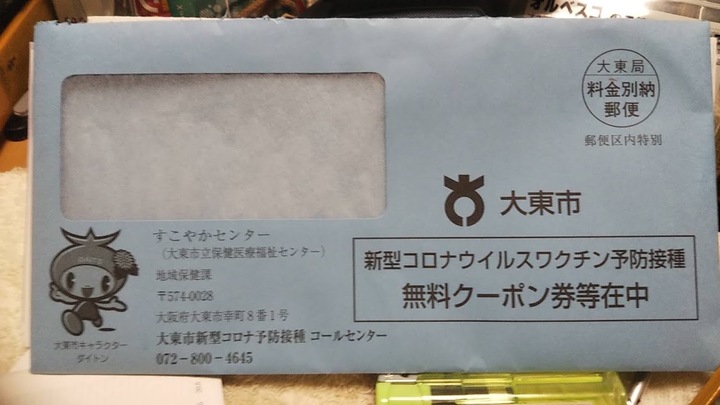 オルベスコ
大東局
料金別納
郵便
郵便区内特別
大東市
新型コロナウイルスワクチン予防接種
無料クーポン券等在中
すこやかセンター
（大東市立保健医療福祉センター）
地域保健課
〒574-0028
大阪府大東市幸町８番１号
大東市新型コロナ予防接種 コールセンター
072－800－4645
大東市キャラクター
ダイトン